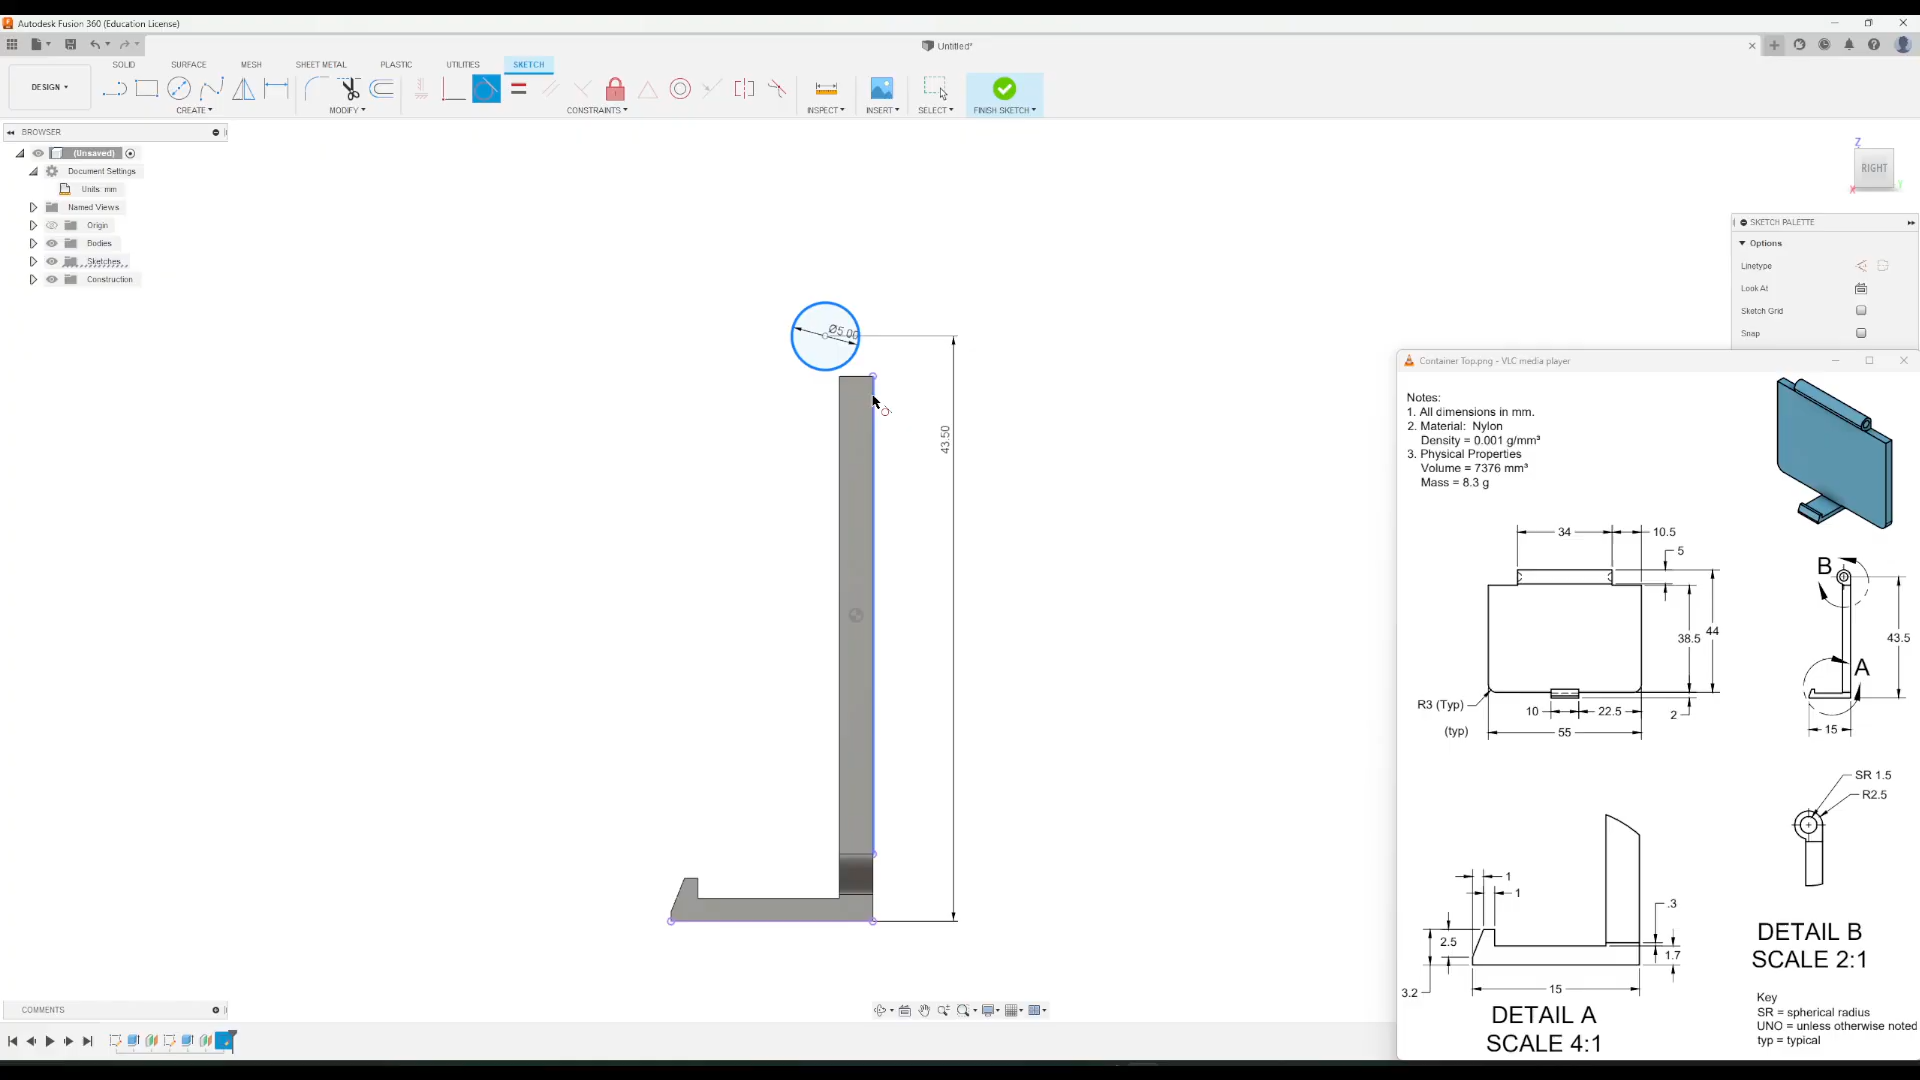 Autodesk Fusion 360 (Education License)
Untitled*
DESIGN
SOLID
SURFACE
MESH
SHEET METAL
PLASTIC
UTILITIES
SKETCH
CREATE
MODIFY
CONSTRAINTS
INSPECT
INSERT
SELECT
FINISH SKETCH
BROWSER
(Unsaved)
Document Settings
Units: mm
Named Views
Origin
Bodies
Sketches
Construction
Z
RIGHT
X
Y
SKETCH PALETTE
Options
Linetype
Look At
Sketch Grid
Snap
Ø5.00
43.50
Container Top.png - VLC media player
Notes:
1. All dimensions in mm.
2. Material: Nylon
Density = 0.001 g/mm³
3. Physical Properties
Volume = 7376 mm³
Mass = 8.3 g
34
10.5
5
38.5
44
R3 (Typ)
(typ)
10
22.5
2
55
B
43.5
A
15
SR 1.5
R2.5
1
1
2.5
3.2
.3
1.7
15
DETAIL A
SCALE 4:1
DETAIL B
SCALE 2:1
Key
SR = spherical radius
UNO = unless otherwise noted
typ = typical
COMMENTS